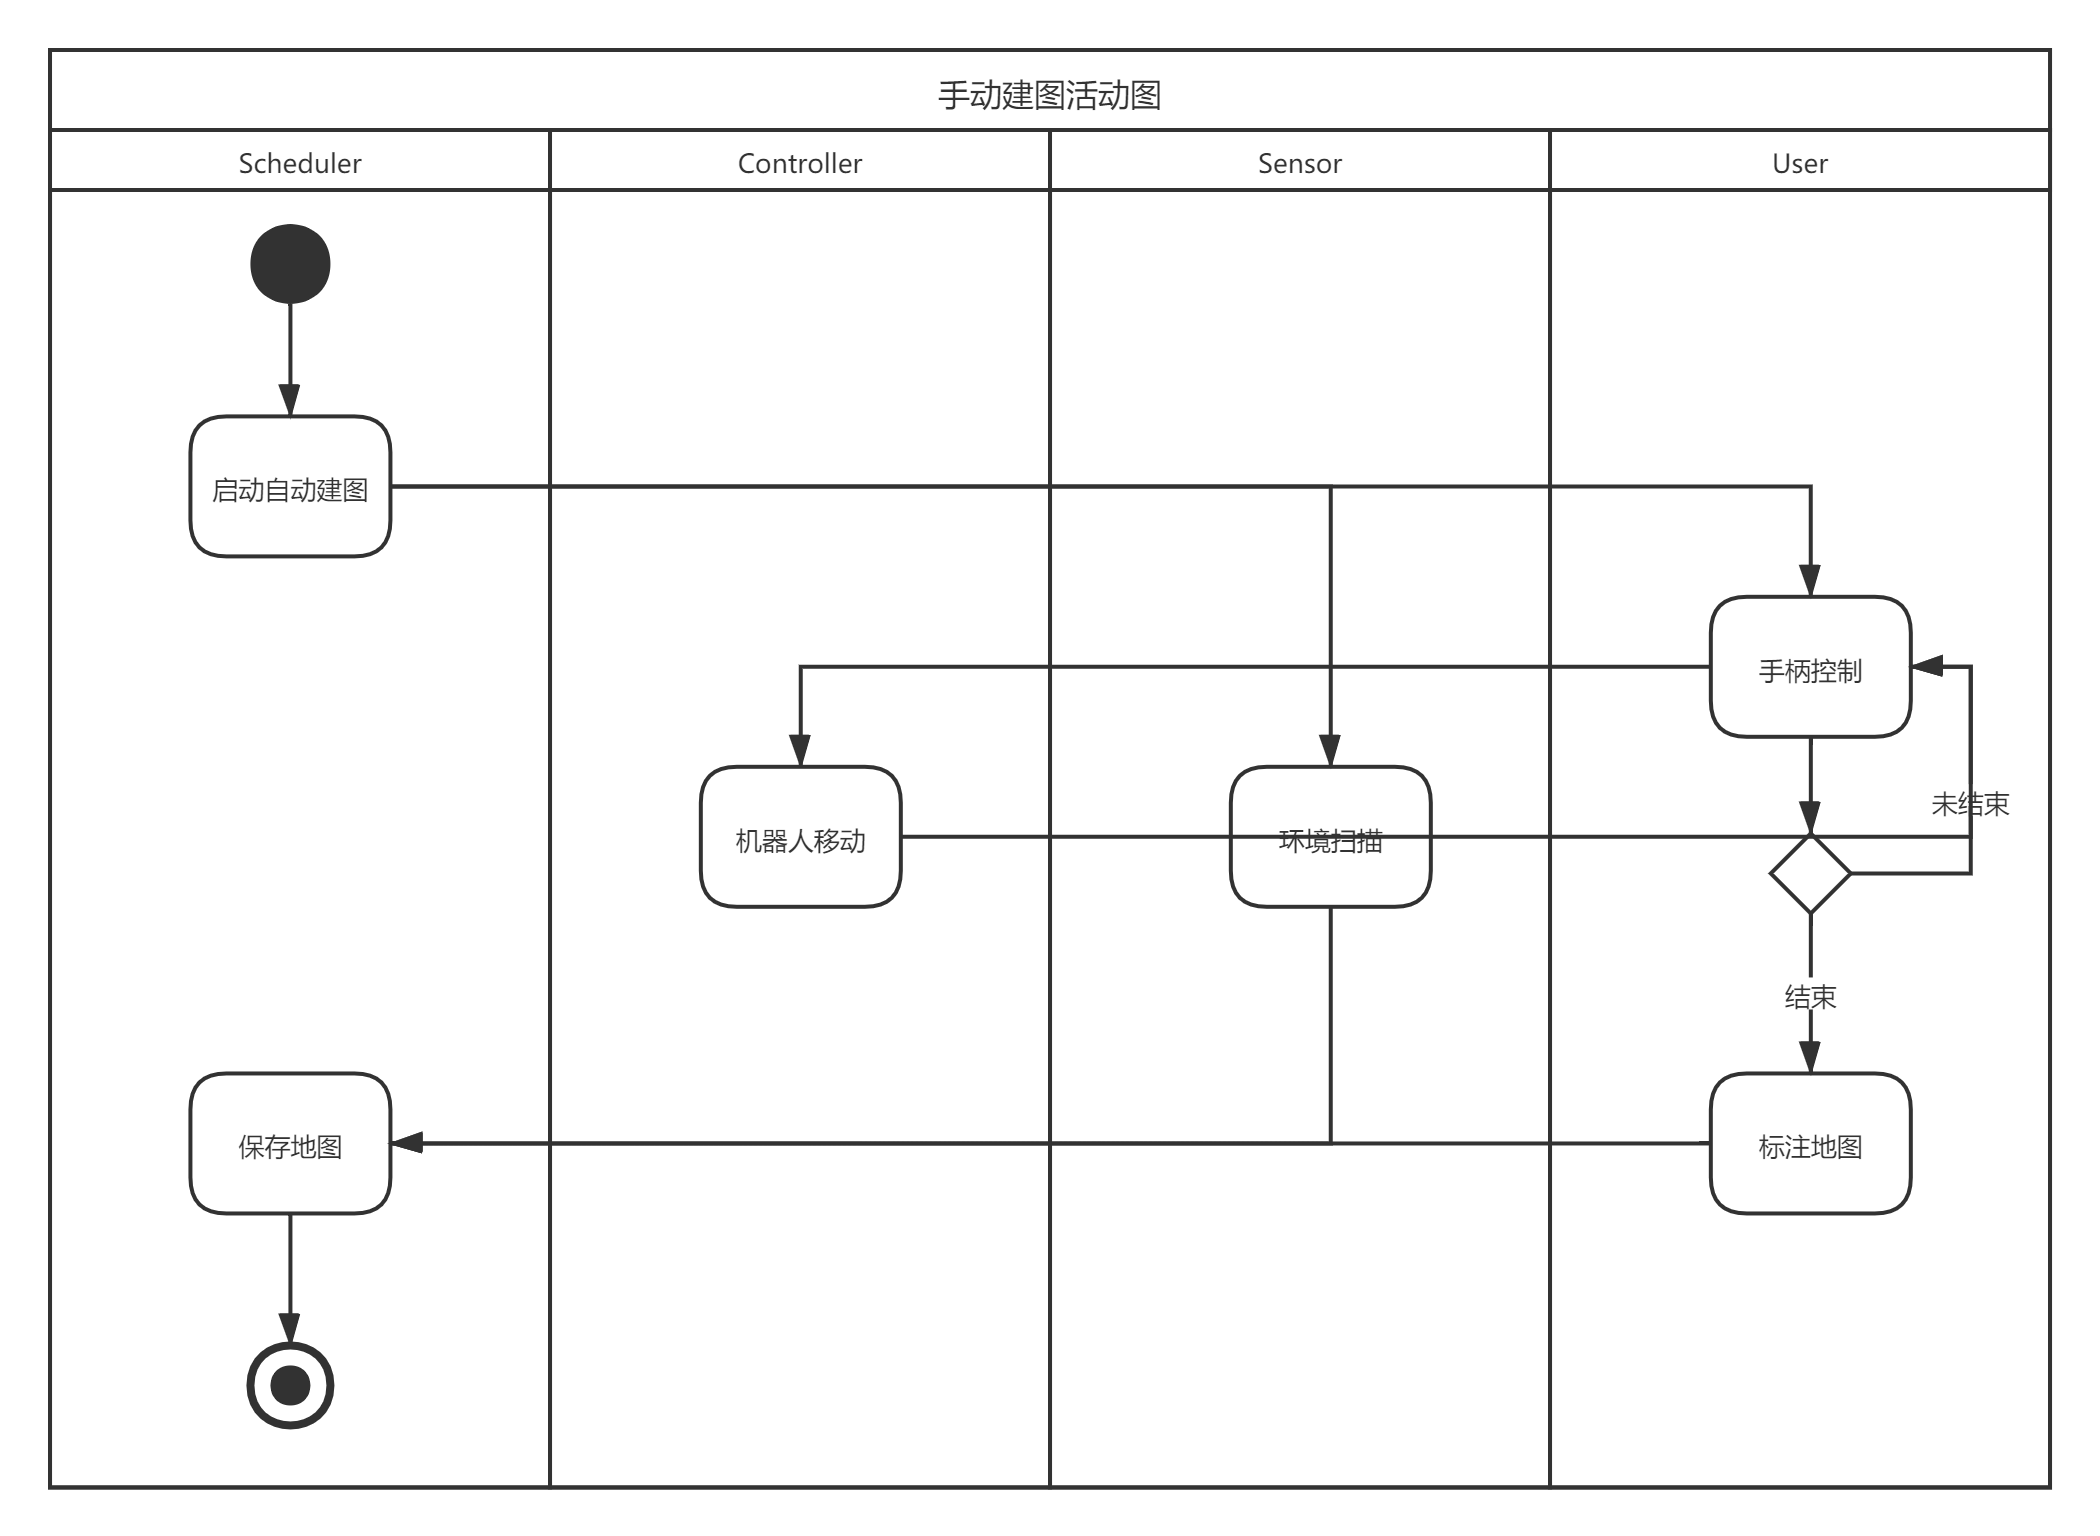 手动建图活动图
Scheduler
Controller
Sensor
User
启动自动建图
手柄控制
未结束
机器人移动
环境扫描
结束
保存地图
标注地图